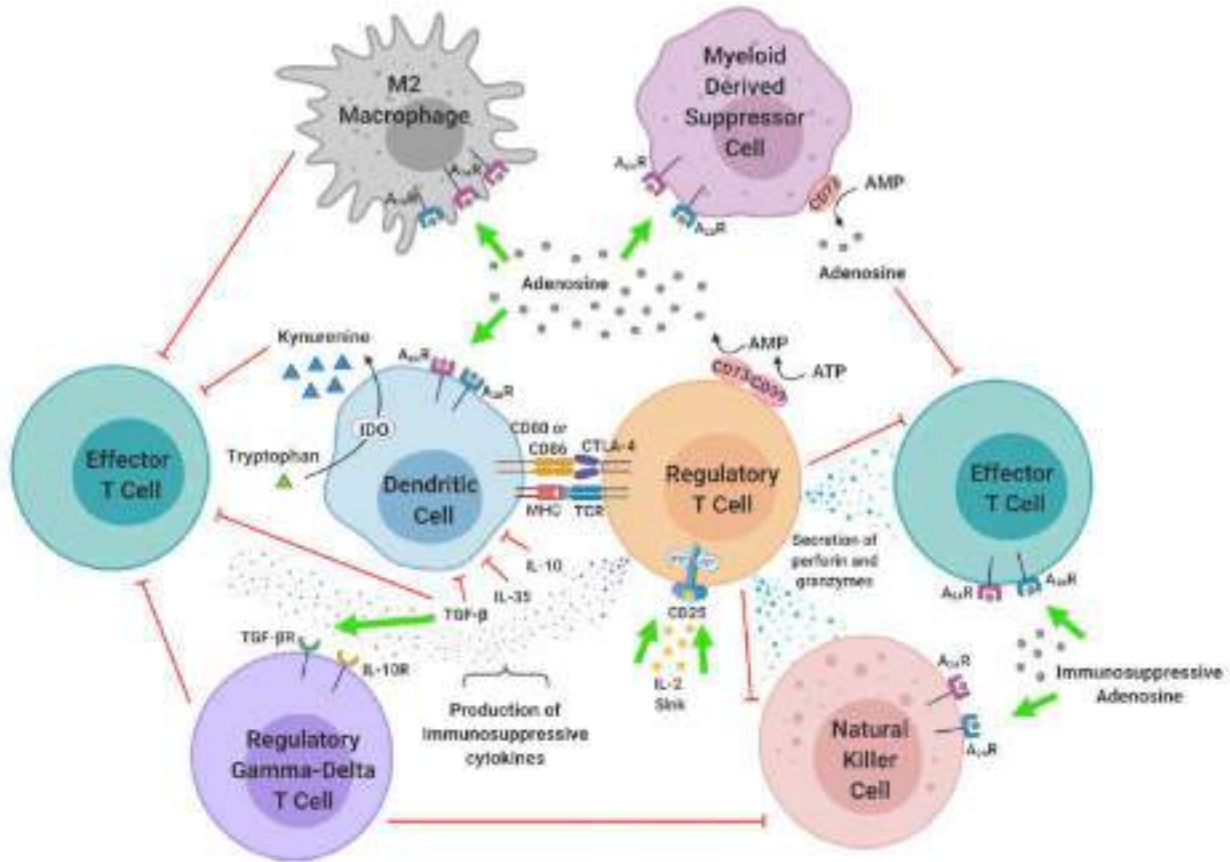 M2
Macrophage
Myeloid
Derived
Suppressor
Cell
CD73
AMP
Adenosine
Adenosine
Kynurenine
IDO
Tryptophan
AMP
ATP
CD73
CD39
CD80 or
CD86
CTLA-4
MHC
TCR
Effector
T Cell
Dendritic
Cell
Regulatory
T Cell
Effector
T Cell
Secretion of
perforin and
granzymes
IL-10
IL-35
TGF-β
CD25
IL-2
Sink
TGF-βR
IL-10R
Production of
immunosuppressive
cytokines
Immunosuppressive
Adenosine
Regulatory
Gamma-Delta
T Cell
Natural
Killer
Cell